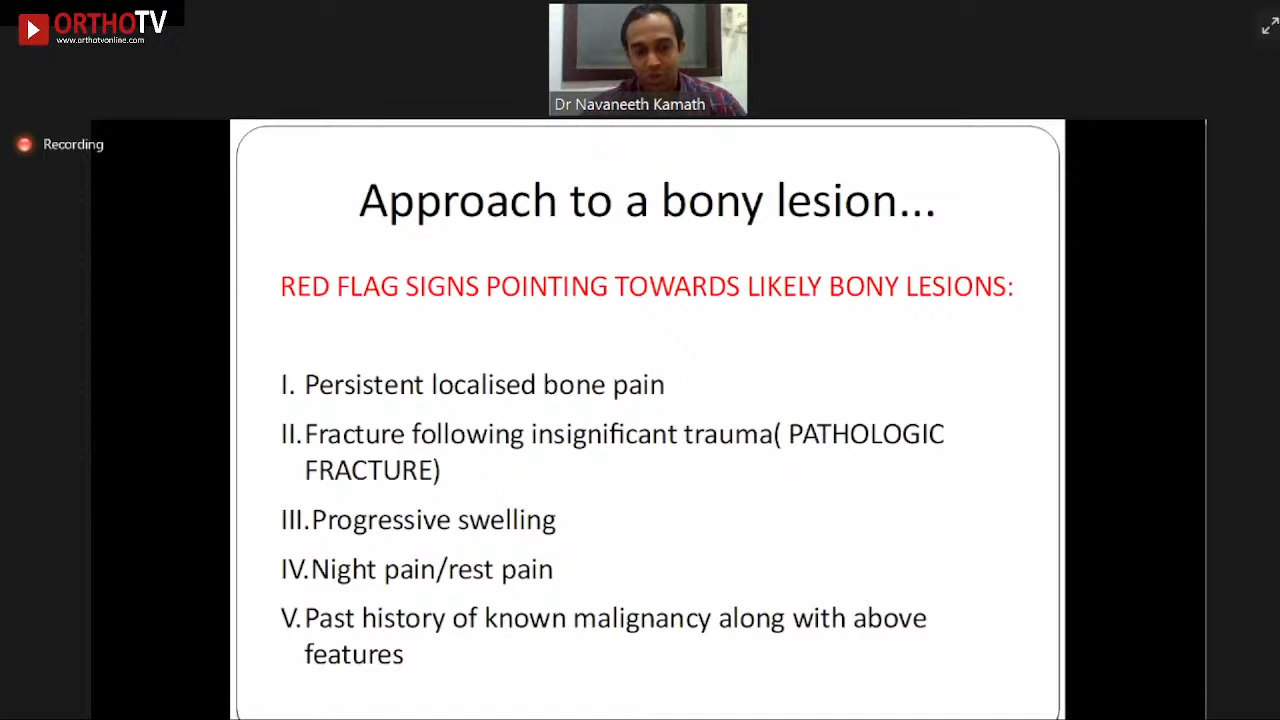 ORTHOTV
www.orthotvonline.com
Dr Navaneeth Kamath
Recording
Approach to a bony lesion...
RED FLAG SIGNS POINTING TOWARDS LIKELY BONY LESIONS:
I. Persistent localised bone pain
II.Fracture following insignificant trauma( PATHOLOGIC
FRACTURE)
III.Progressive swelling
IV.Night pain/rest pain
V.Past history of known malignancy along with above
features